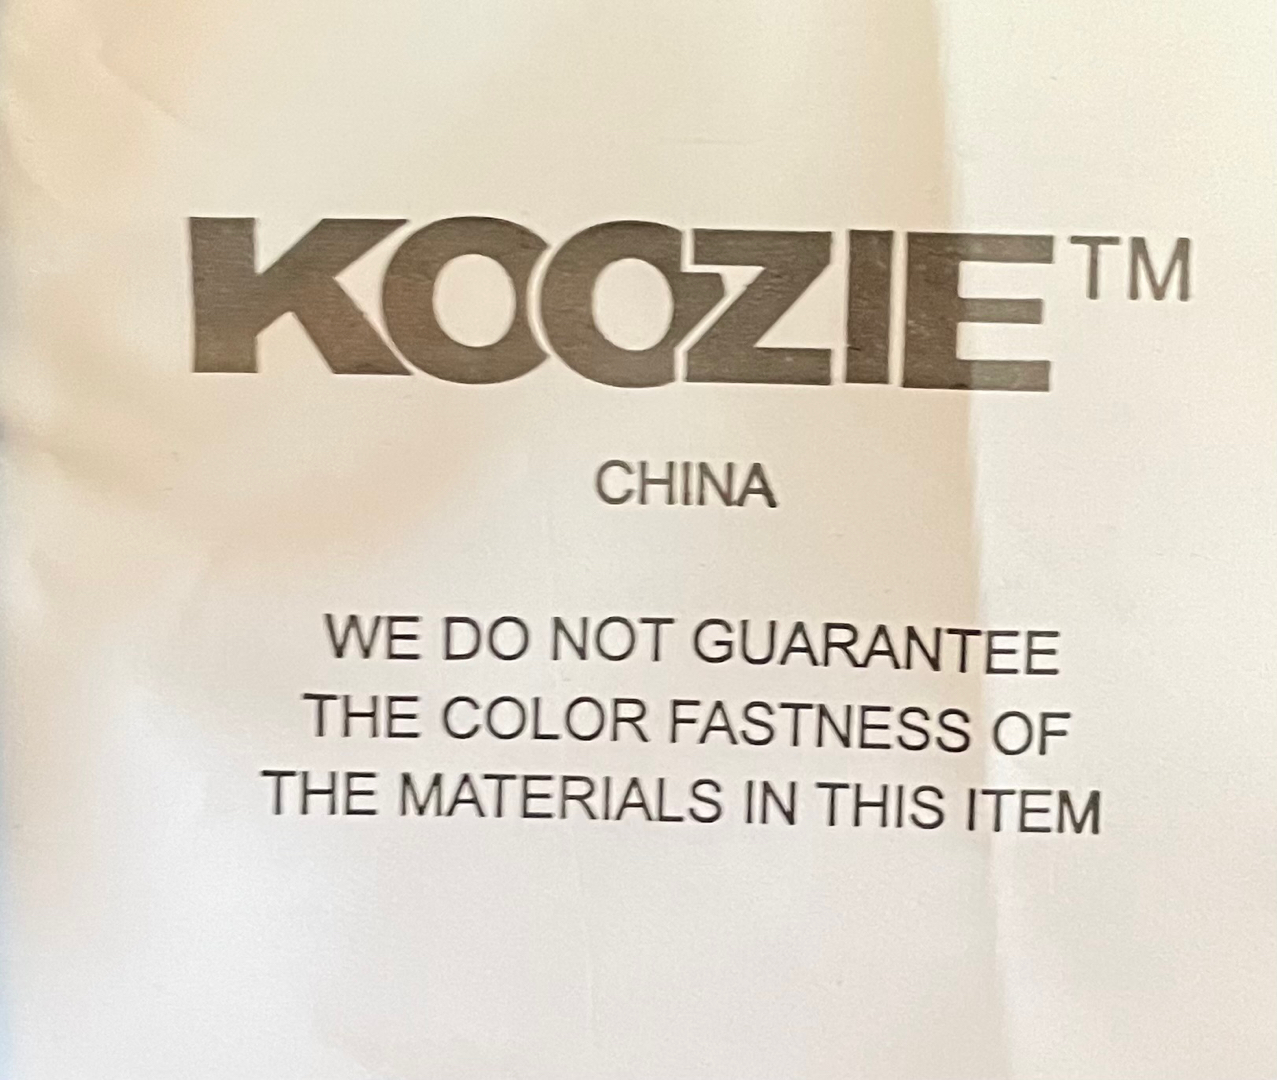 KOOZIE™
CHINA
WE DO NOT GUARANTEE
THE COLOR FASTNESS OF
THE MATERIALS IN THIS ITEM